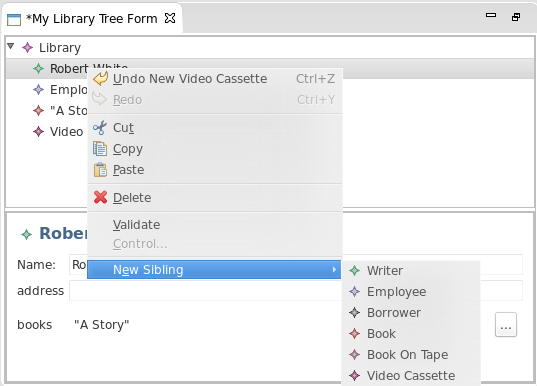 *My Library Tree Form
Library
Robert White
Undo New Video Cassette Ctrl+Z
Emplo
Redo Ctrl+Y
"A Sto
Cut
Video
Copy
Paste
Delete
Validate
Rober
Control...
Name: Ro
New Sibling
address
Writer
Employee
Borrower
books "A Story" ...
Book
Book On Tape
Video Cassette